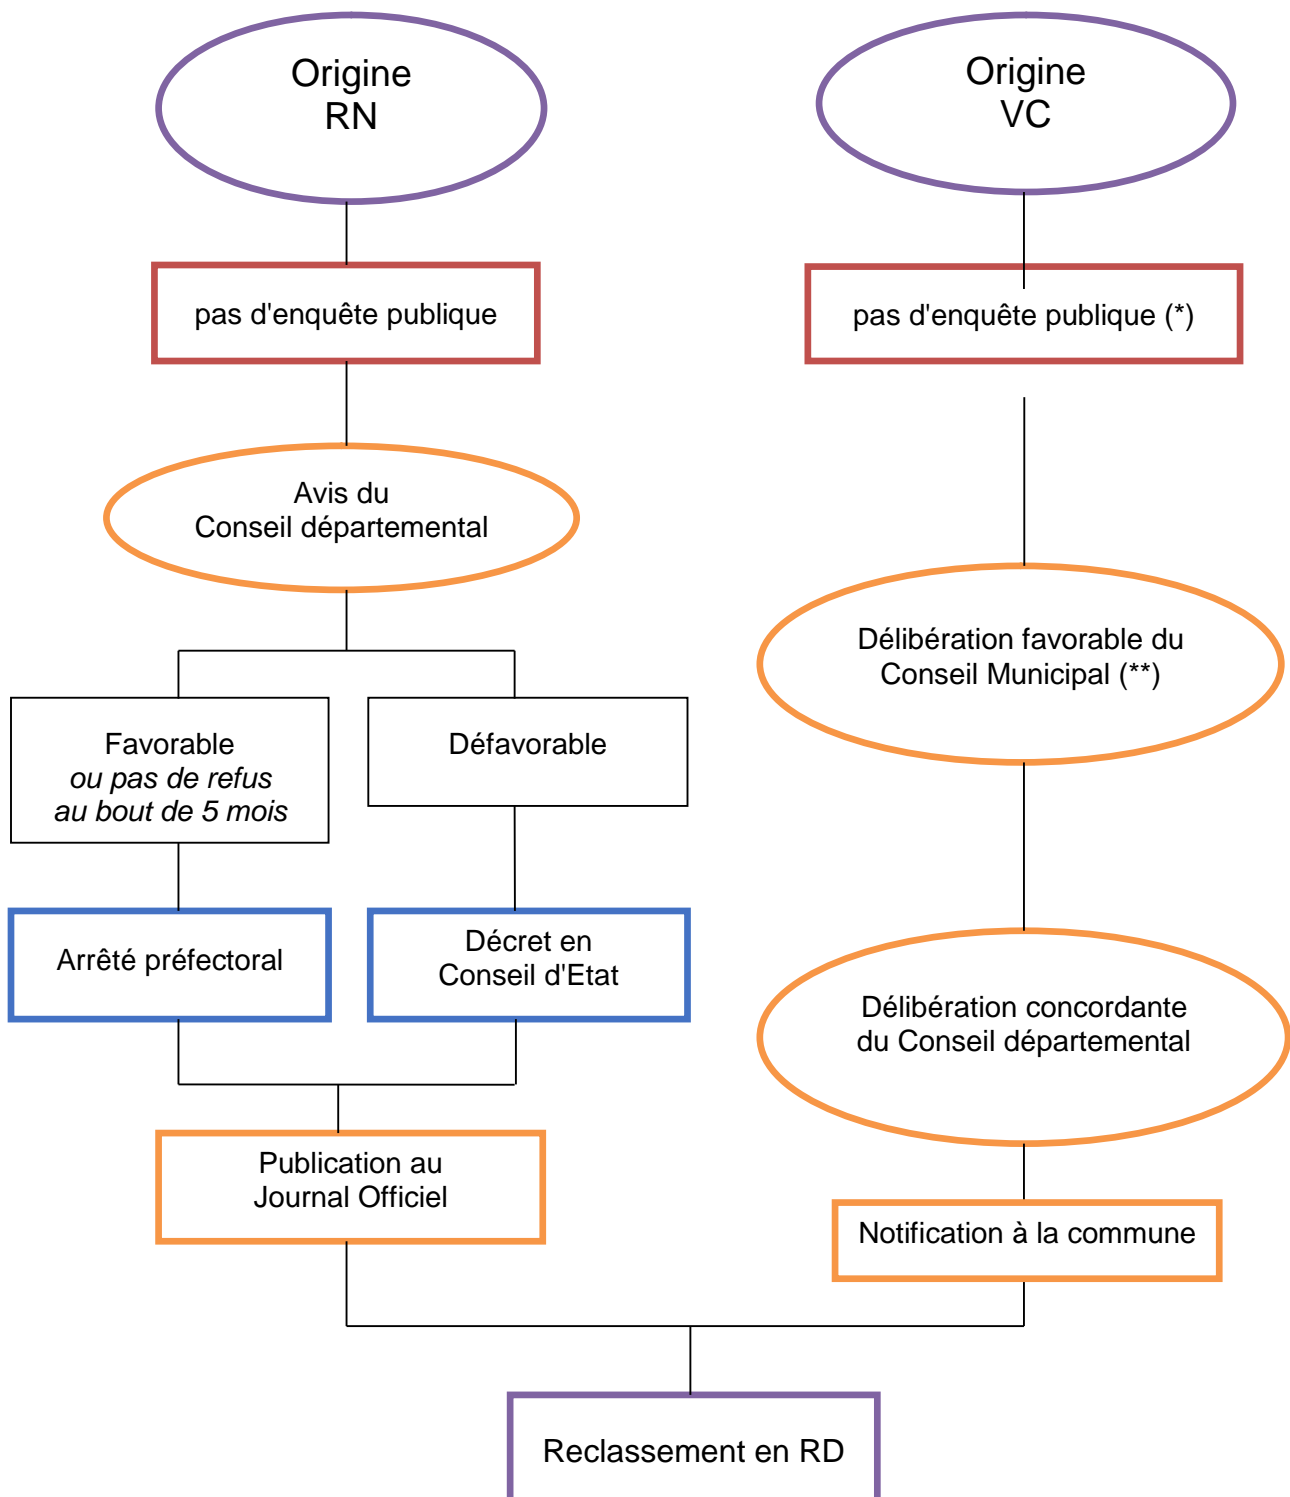 Origine
RN
Origine
VC
pas d'enquête publique
pas d'enquête publique (*)
Avis du
Conseil départemental
Délibération favorable du
Conseil Municipal (**)
Favorable
ou pas de refus
au bout de 5 mois
Défavorable
Arrêté préfectoral
Décret en
Conseil d'Etat
Délibération concordante
du Conseil départemental
Publication au
Journal Officiel
Notification à la commune
Reclassement en RD